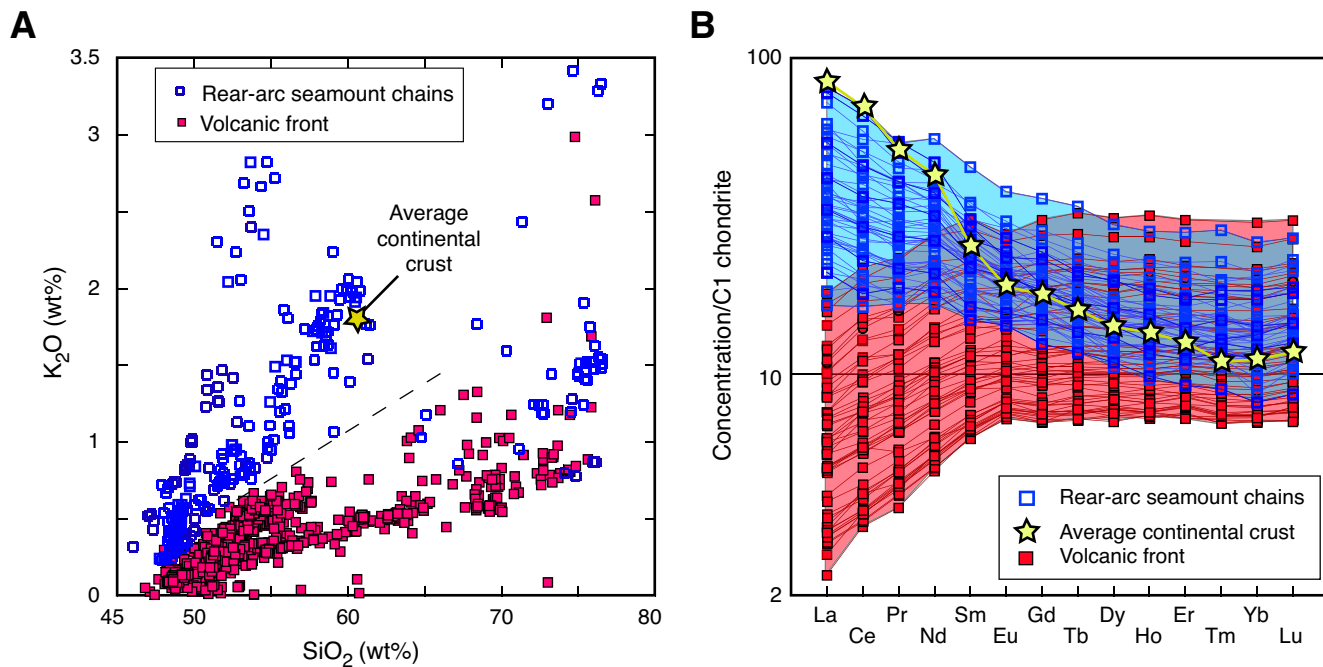 A
3.5
3
2
1
0
K2O (wt%)
Rear-arc seamount chains
Volcanic front
Average
continental
crust
45
50
60
70
80
SiO2 (wt%)
B
100
10
2
Concentration/C1 chondrite
Rear-arc seamount chains
Average continental crust
Volcanic front
La
Pr
Sm
Gd
Dy
Er
Yb
Ce
Nd
Eu
Tb
Ho
Tm
Lu